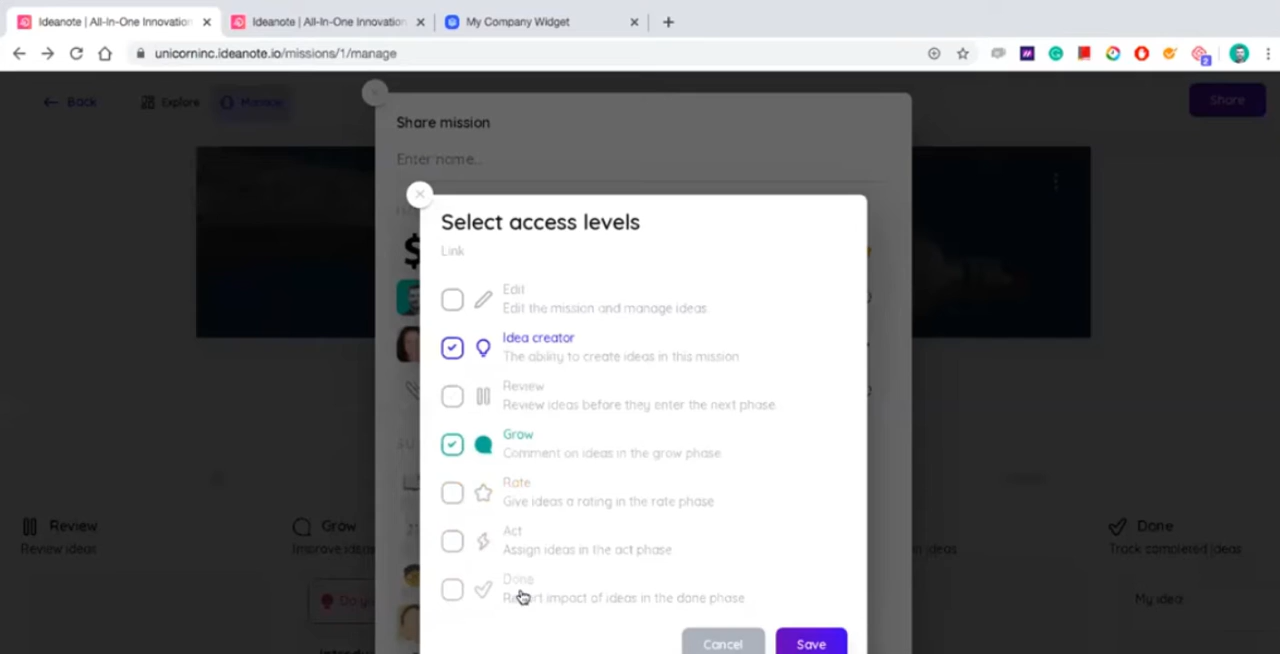 Ideanote | All-In-One Innovation
Ideanote | All-In-One Innovation
My Company Widget
unicorninc.ideanote.io/missions/1/manage
2
Back
Explore
Manage
Share
Share mission
Enter name...
Select access levels
Link
Edit
Edit the mission and manage ideas
Idea creator
The ability to create ideas in this mission
Review
Review ideas before they enter the next phase
Grow
Comment on ideas in the grow phase
Rate
Give ideas a rating in the rate phase
Act
Assign ideas in the act phase
Done
Report impact of ideas in the done phase
Cancel
Save
Review
Review ideas
Grow
Improve ideas
Done
Track completed ideas
ideas
Do yo
My idea